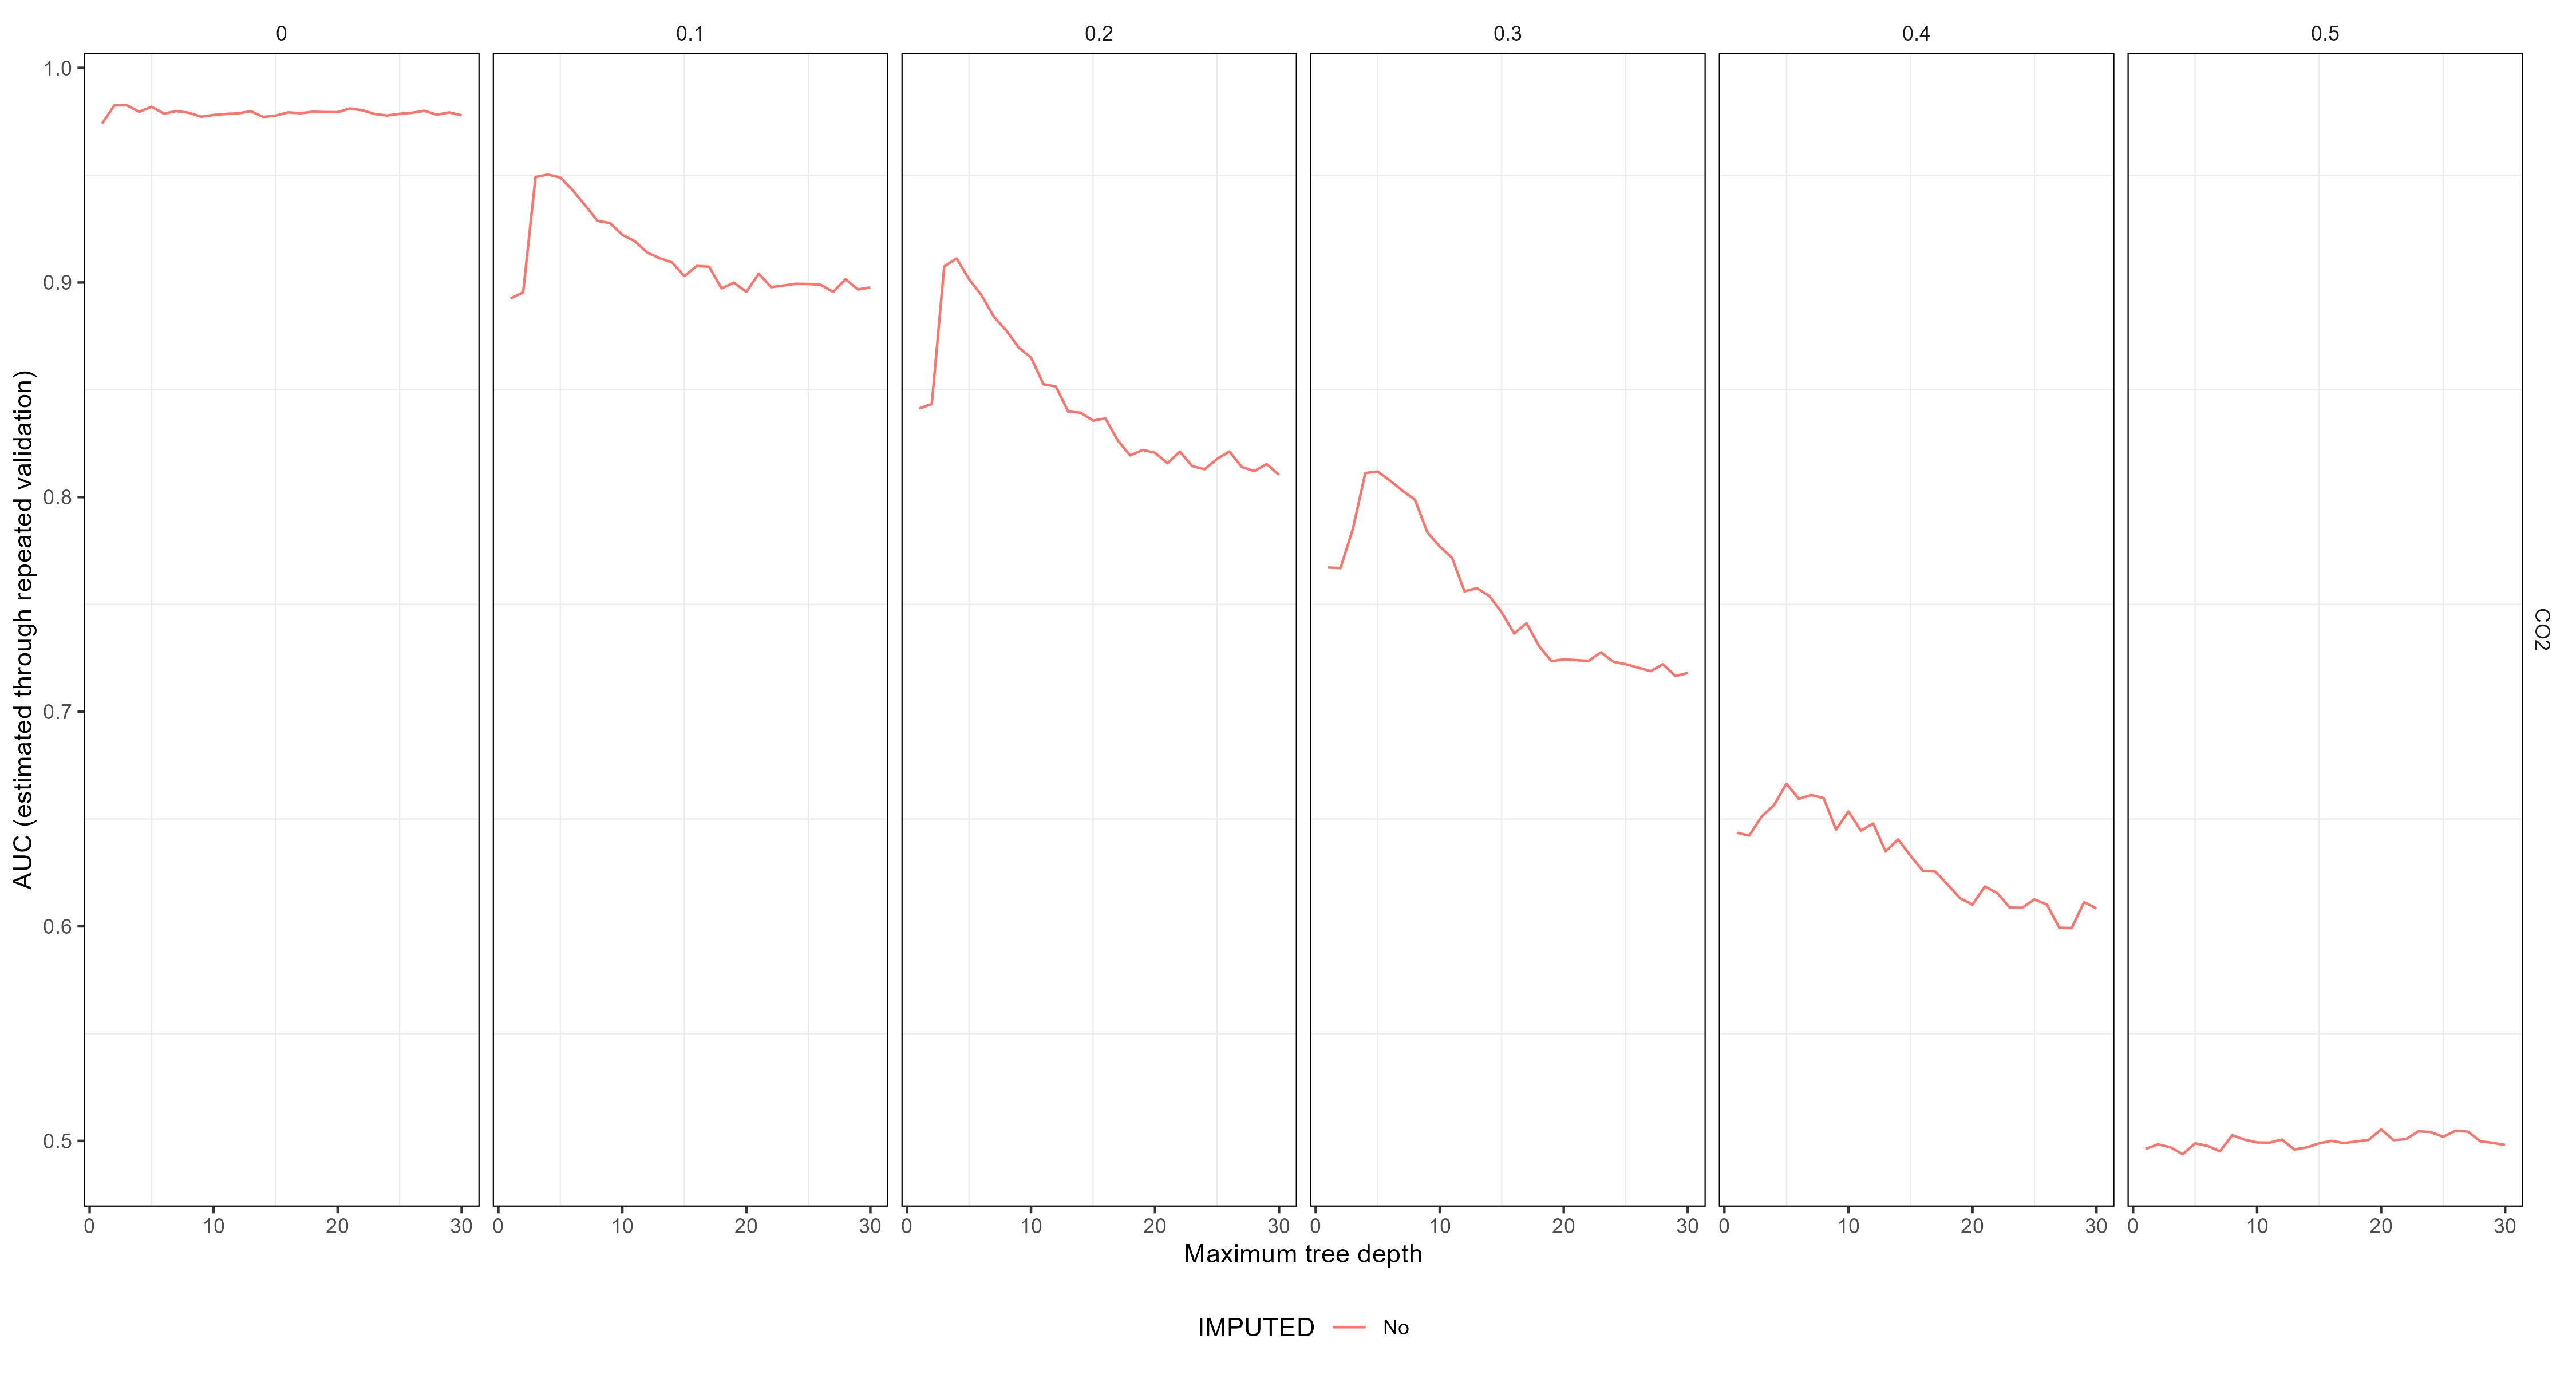 0 0.1 0.2 0.3 0.4 0.5
1.0
0.9
0.8
0.7
0.6
0.5
AUC (estimated through repeated validation)
CO2
0 10 20 30 0 10 20 30 0 10 20 30 0 10 20 30 0 10 20 30 0 10 20 30
Maximum tree depth
IMPUTED No